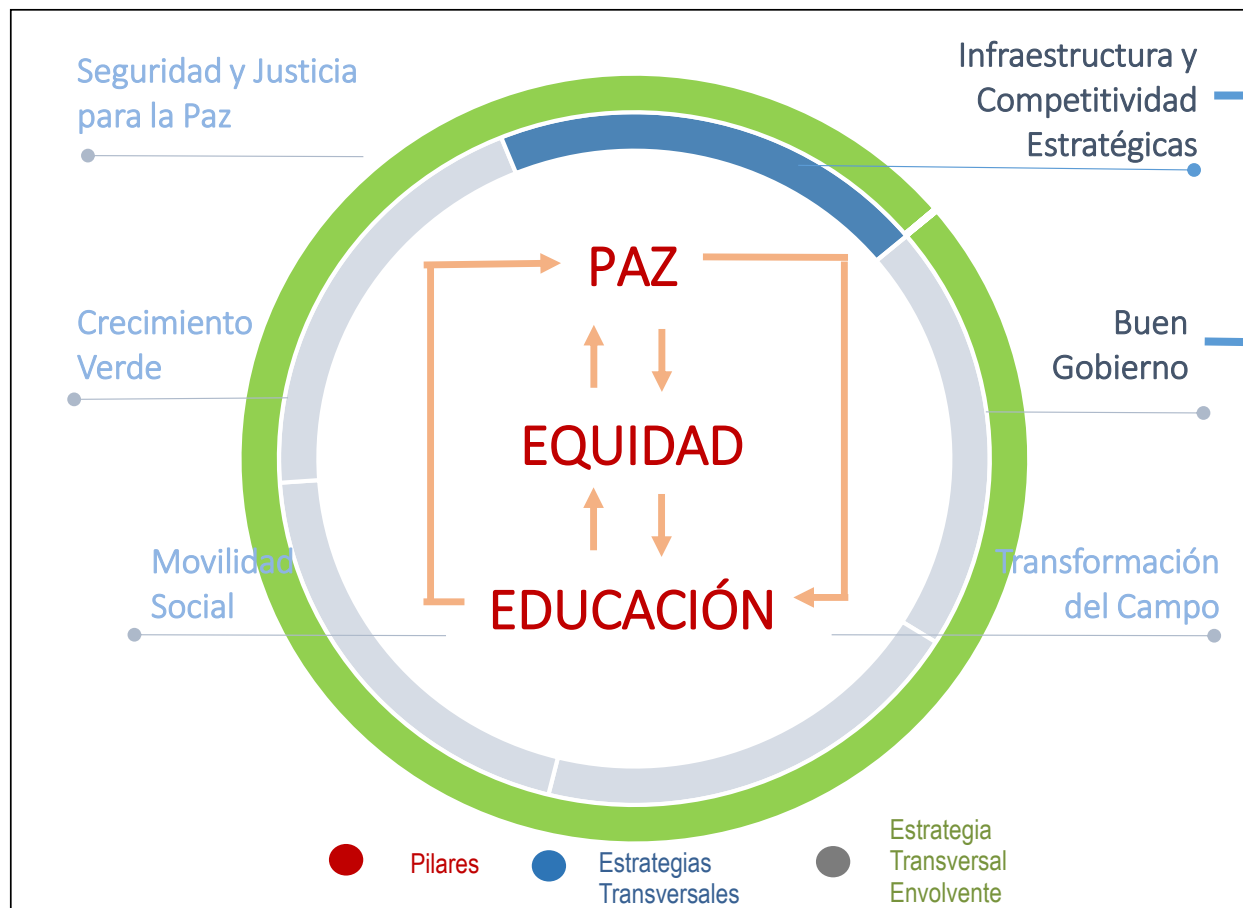 Seguridad y Justicia
para la Paz
Infraestructura y
Competitividad
Estratégicas
PAZ
Crecimiento
Verde
Buen
Gobierno
EQUIDAD
Movilidad
Social
EDUCACIÓN
Transformación
del Campo
Pilares
Estrategias
Transversales
Estrategia
Transversal
Envolvente